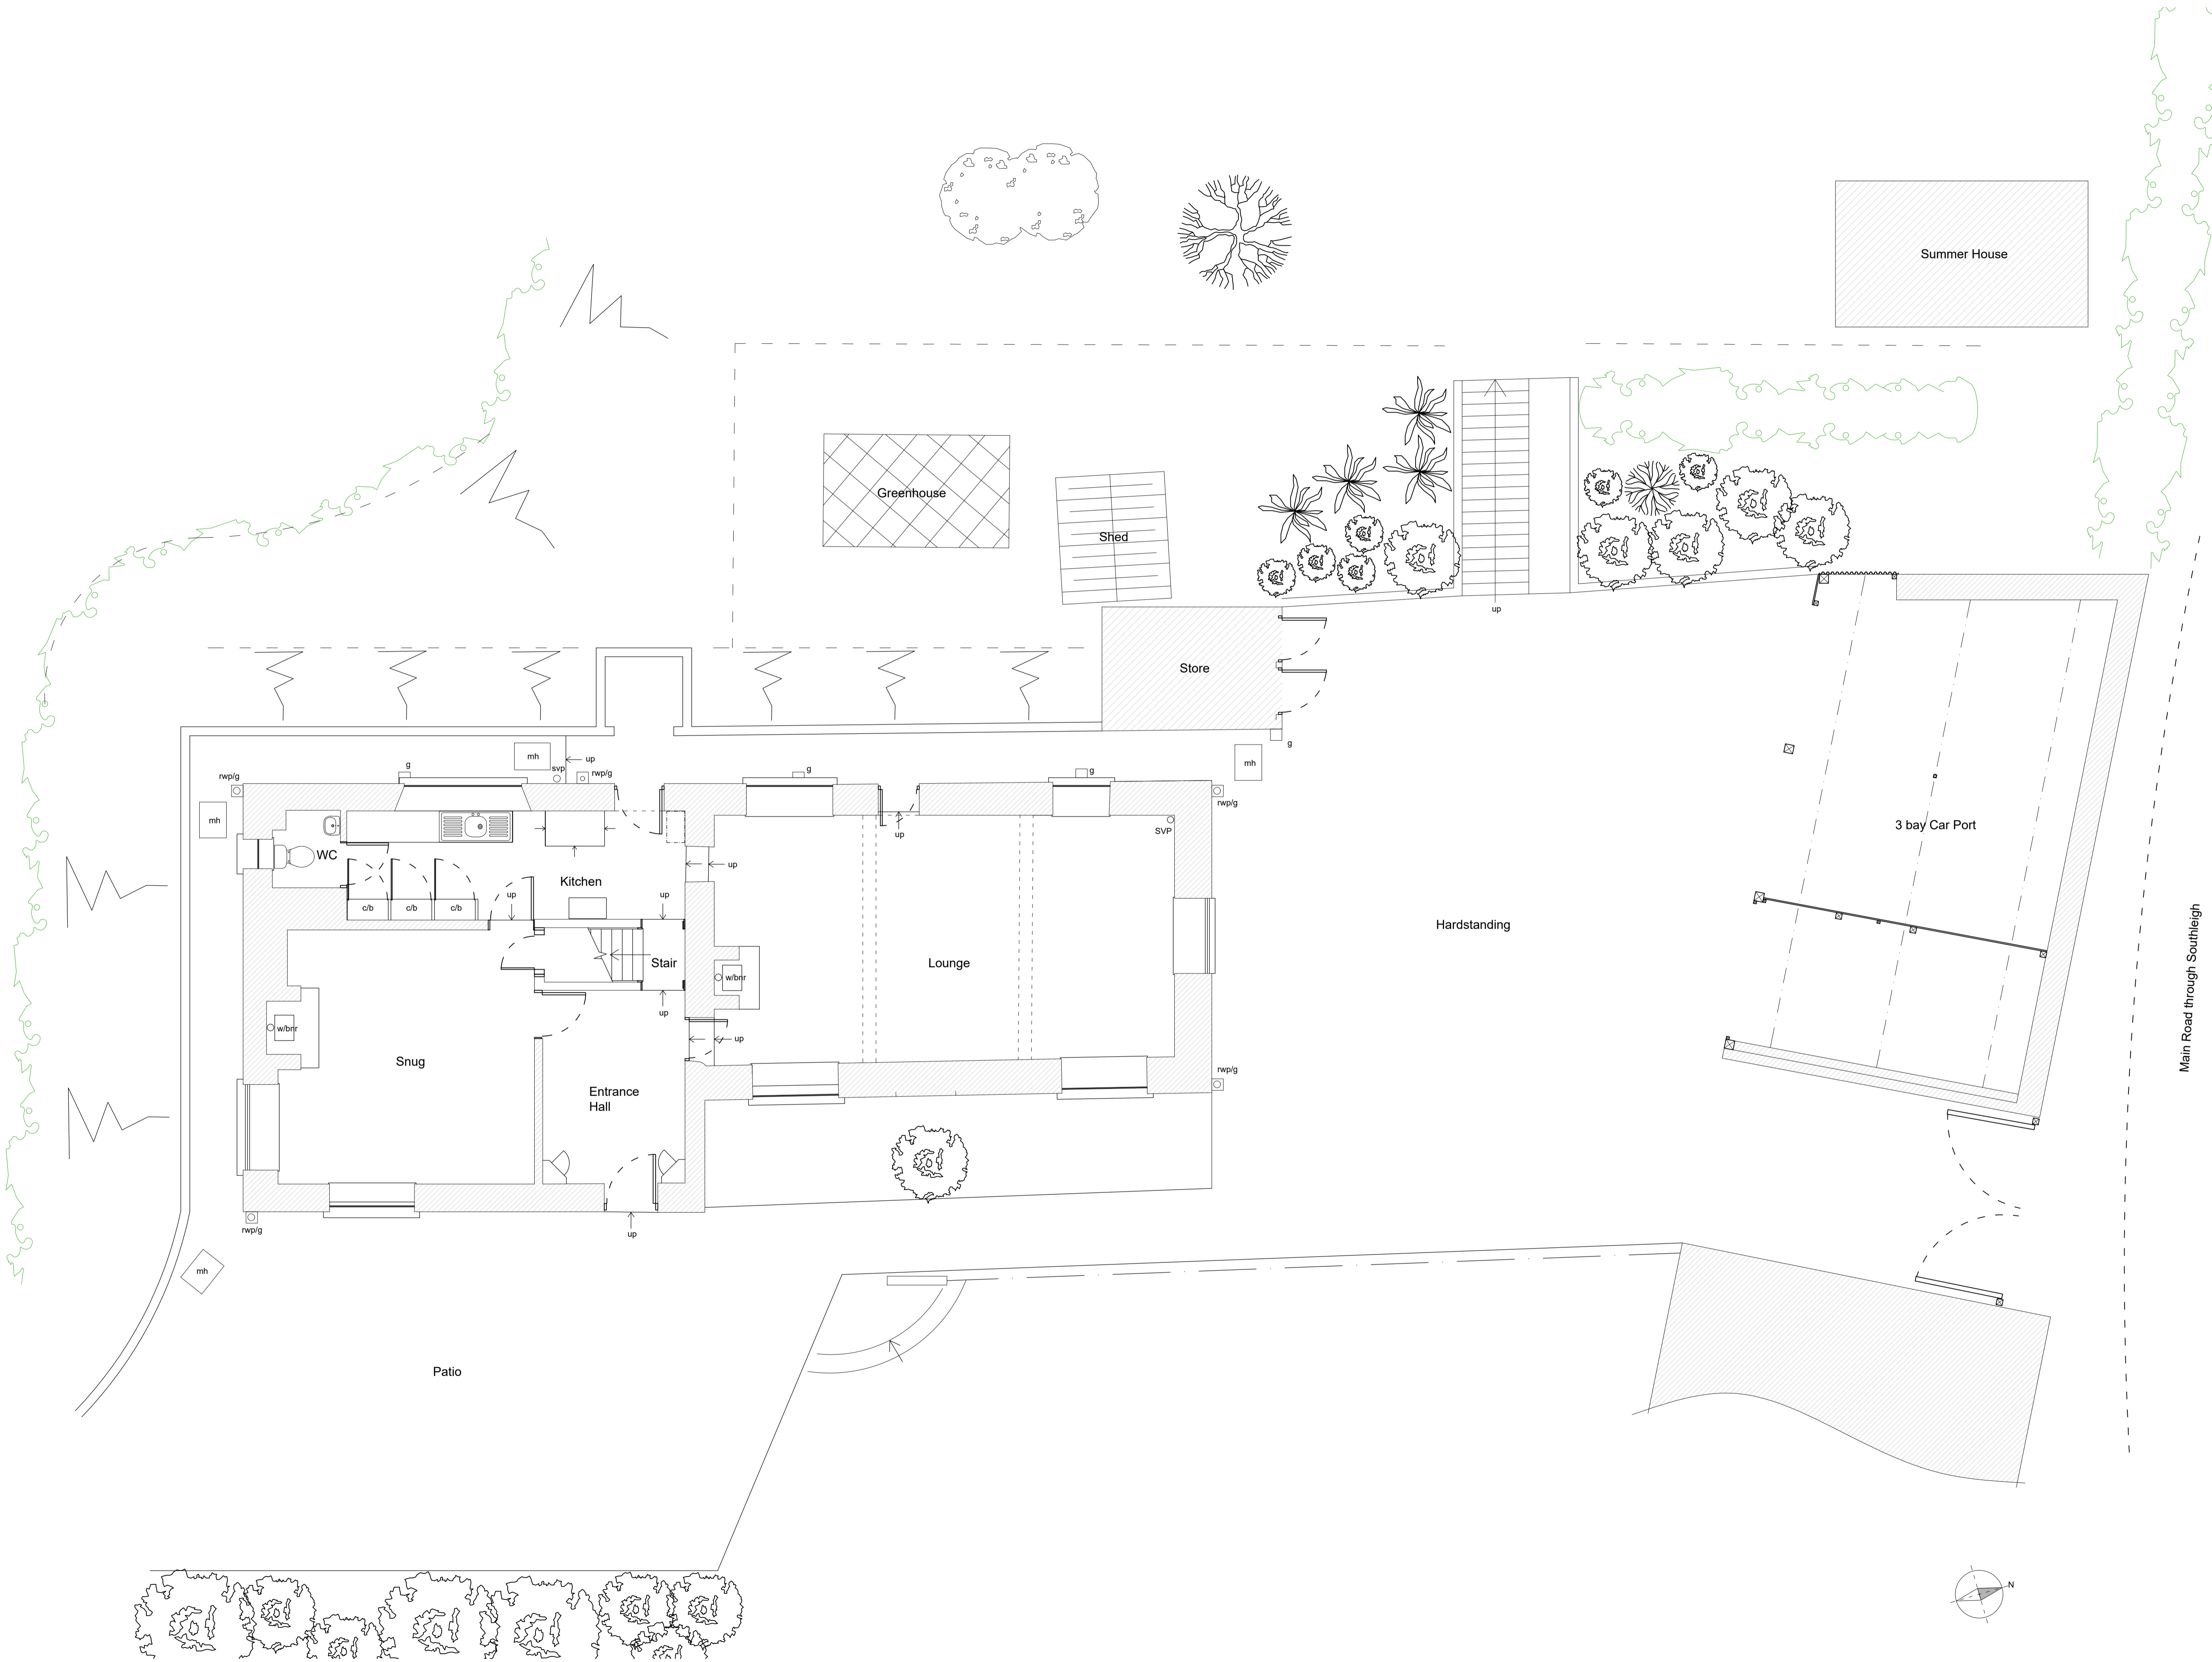 Summer House
Greenhouse
Shed
up
Store
g
mh
up
svp
rwp/g
g
rwp/g
g
g
mh
rwp/g
mh
3 bay Car Port
SVP
up
WC
up
Kitchen
up
up
c/b
c/b
c/b
Hardstanding
Stair
Lounge
w/bnr
up
w/bnr
up
Snug
Entrance
Hall
rwp/g
Main Road through Southleigh
rwp/g
up
mh
Patio
N